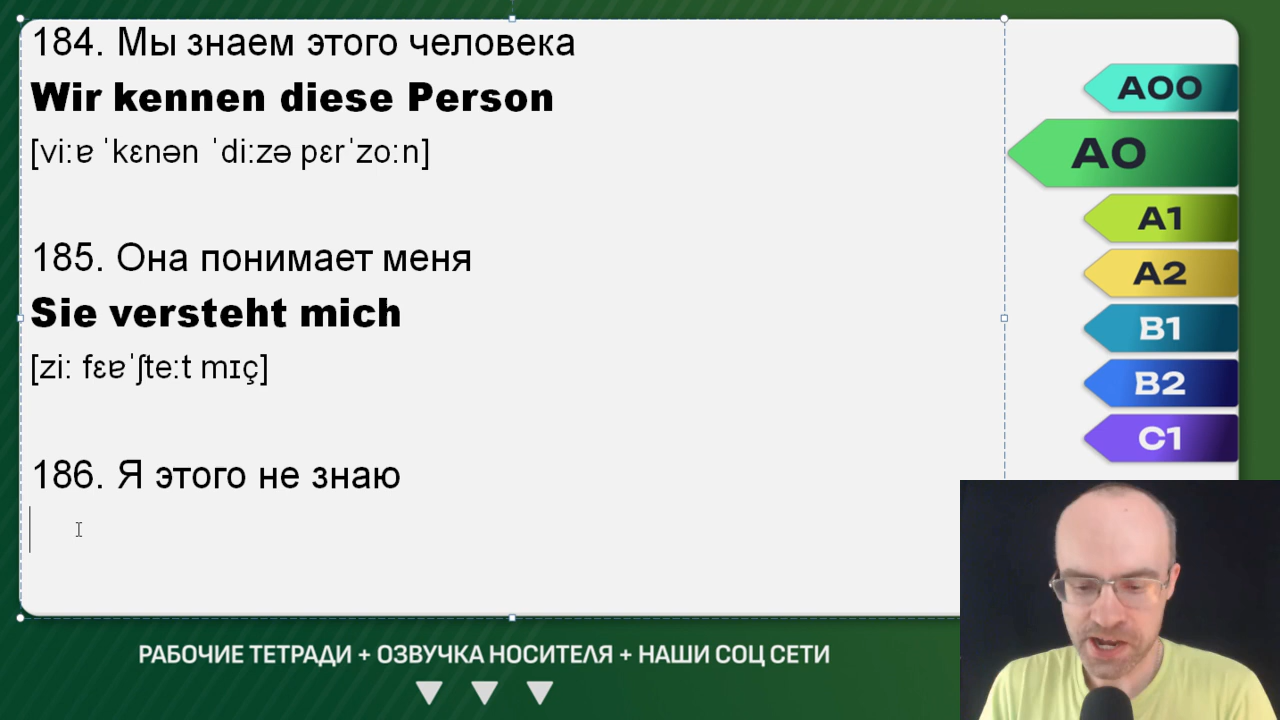 184. Мы знаем этого человека
Wir kennen diese Person
[viːɐ ˈkɛnən ˈdiːzə pɛrˈzoːn]
185. Она понимает меня
Sie versteht mich
[ziː fɛɐˈʃteːt mɪç]
186. Я этого не знаю
A00
A0
A1
A2
B1
B2
C1
РАБОЧИЕ ТЕТРАДИ + ОЗВУЧКА НОСИТЕЛЯ + НАШИ СОЦ СЕТИ